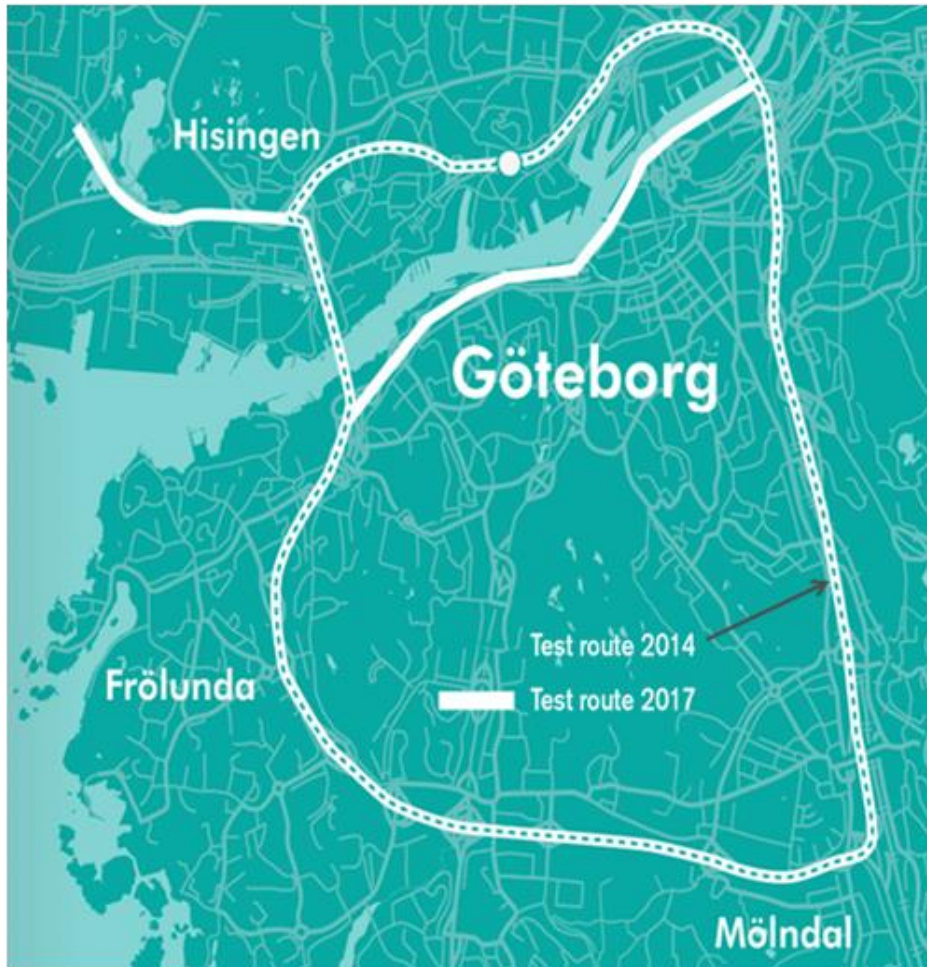 Hisingen
Göteborg
Test route 2014
Frölunda
Test route 2017
Mölndal